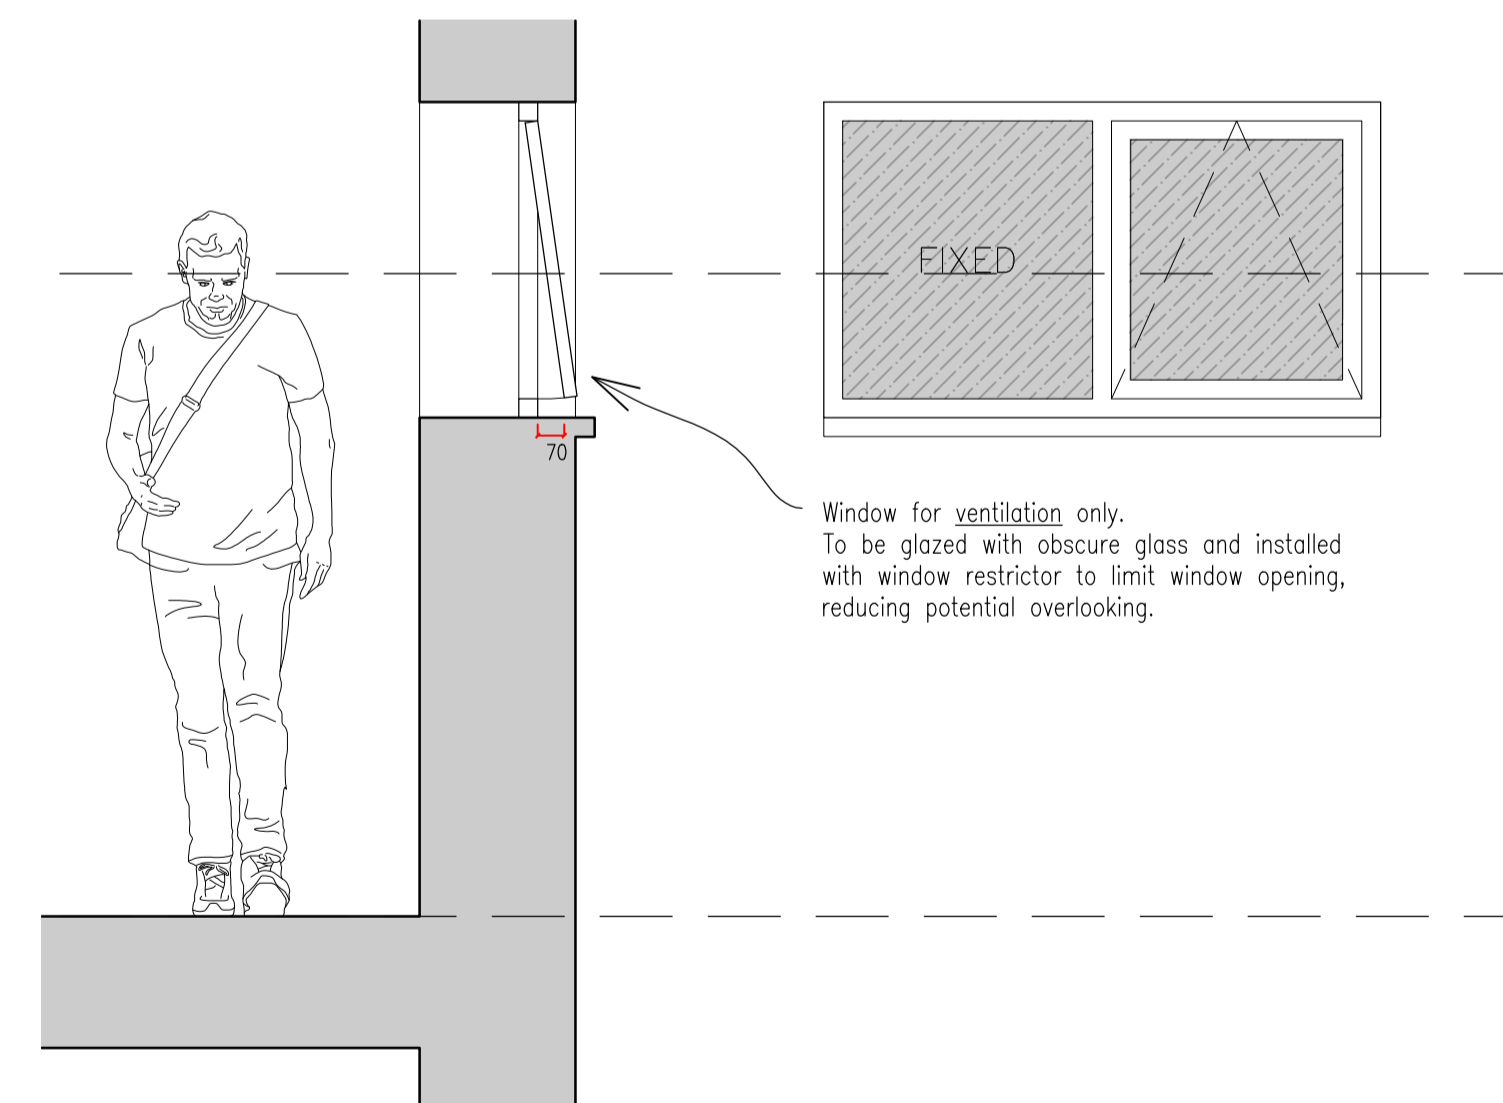 FIXED
70
Window for ventilation only.
To be glazed with obscure glass and installed
with window restrictor to limit window opening,
reducing potential overlooking.